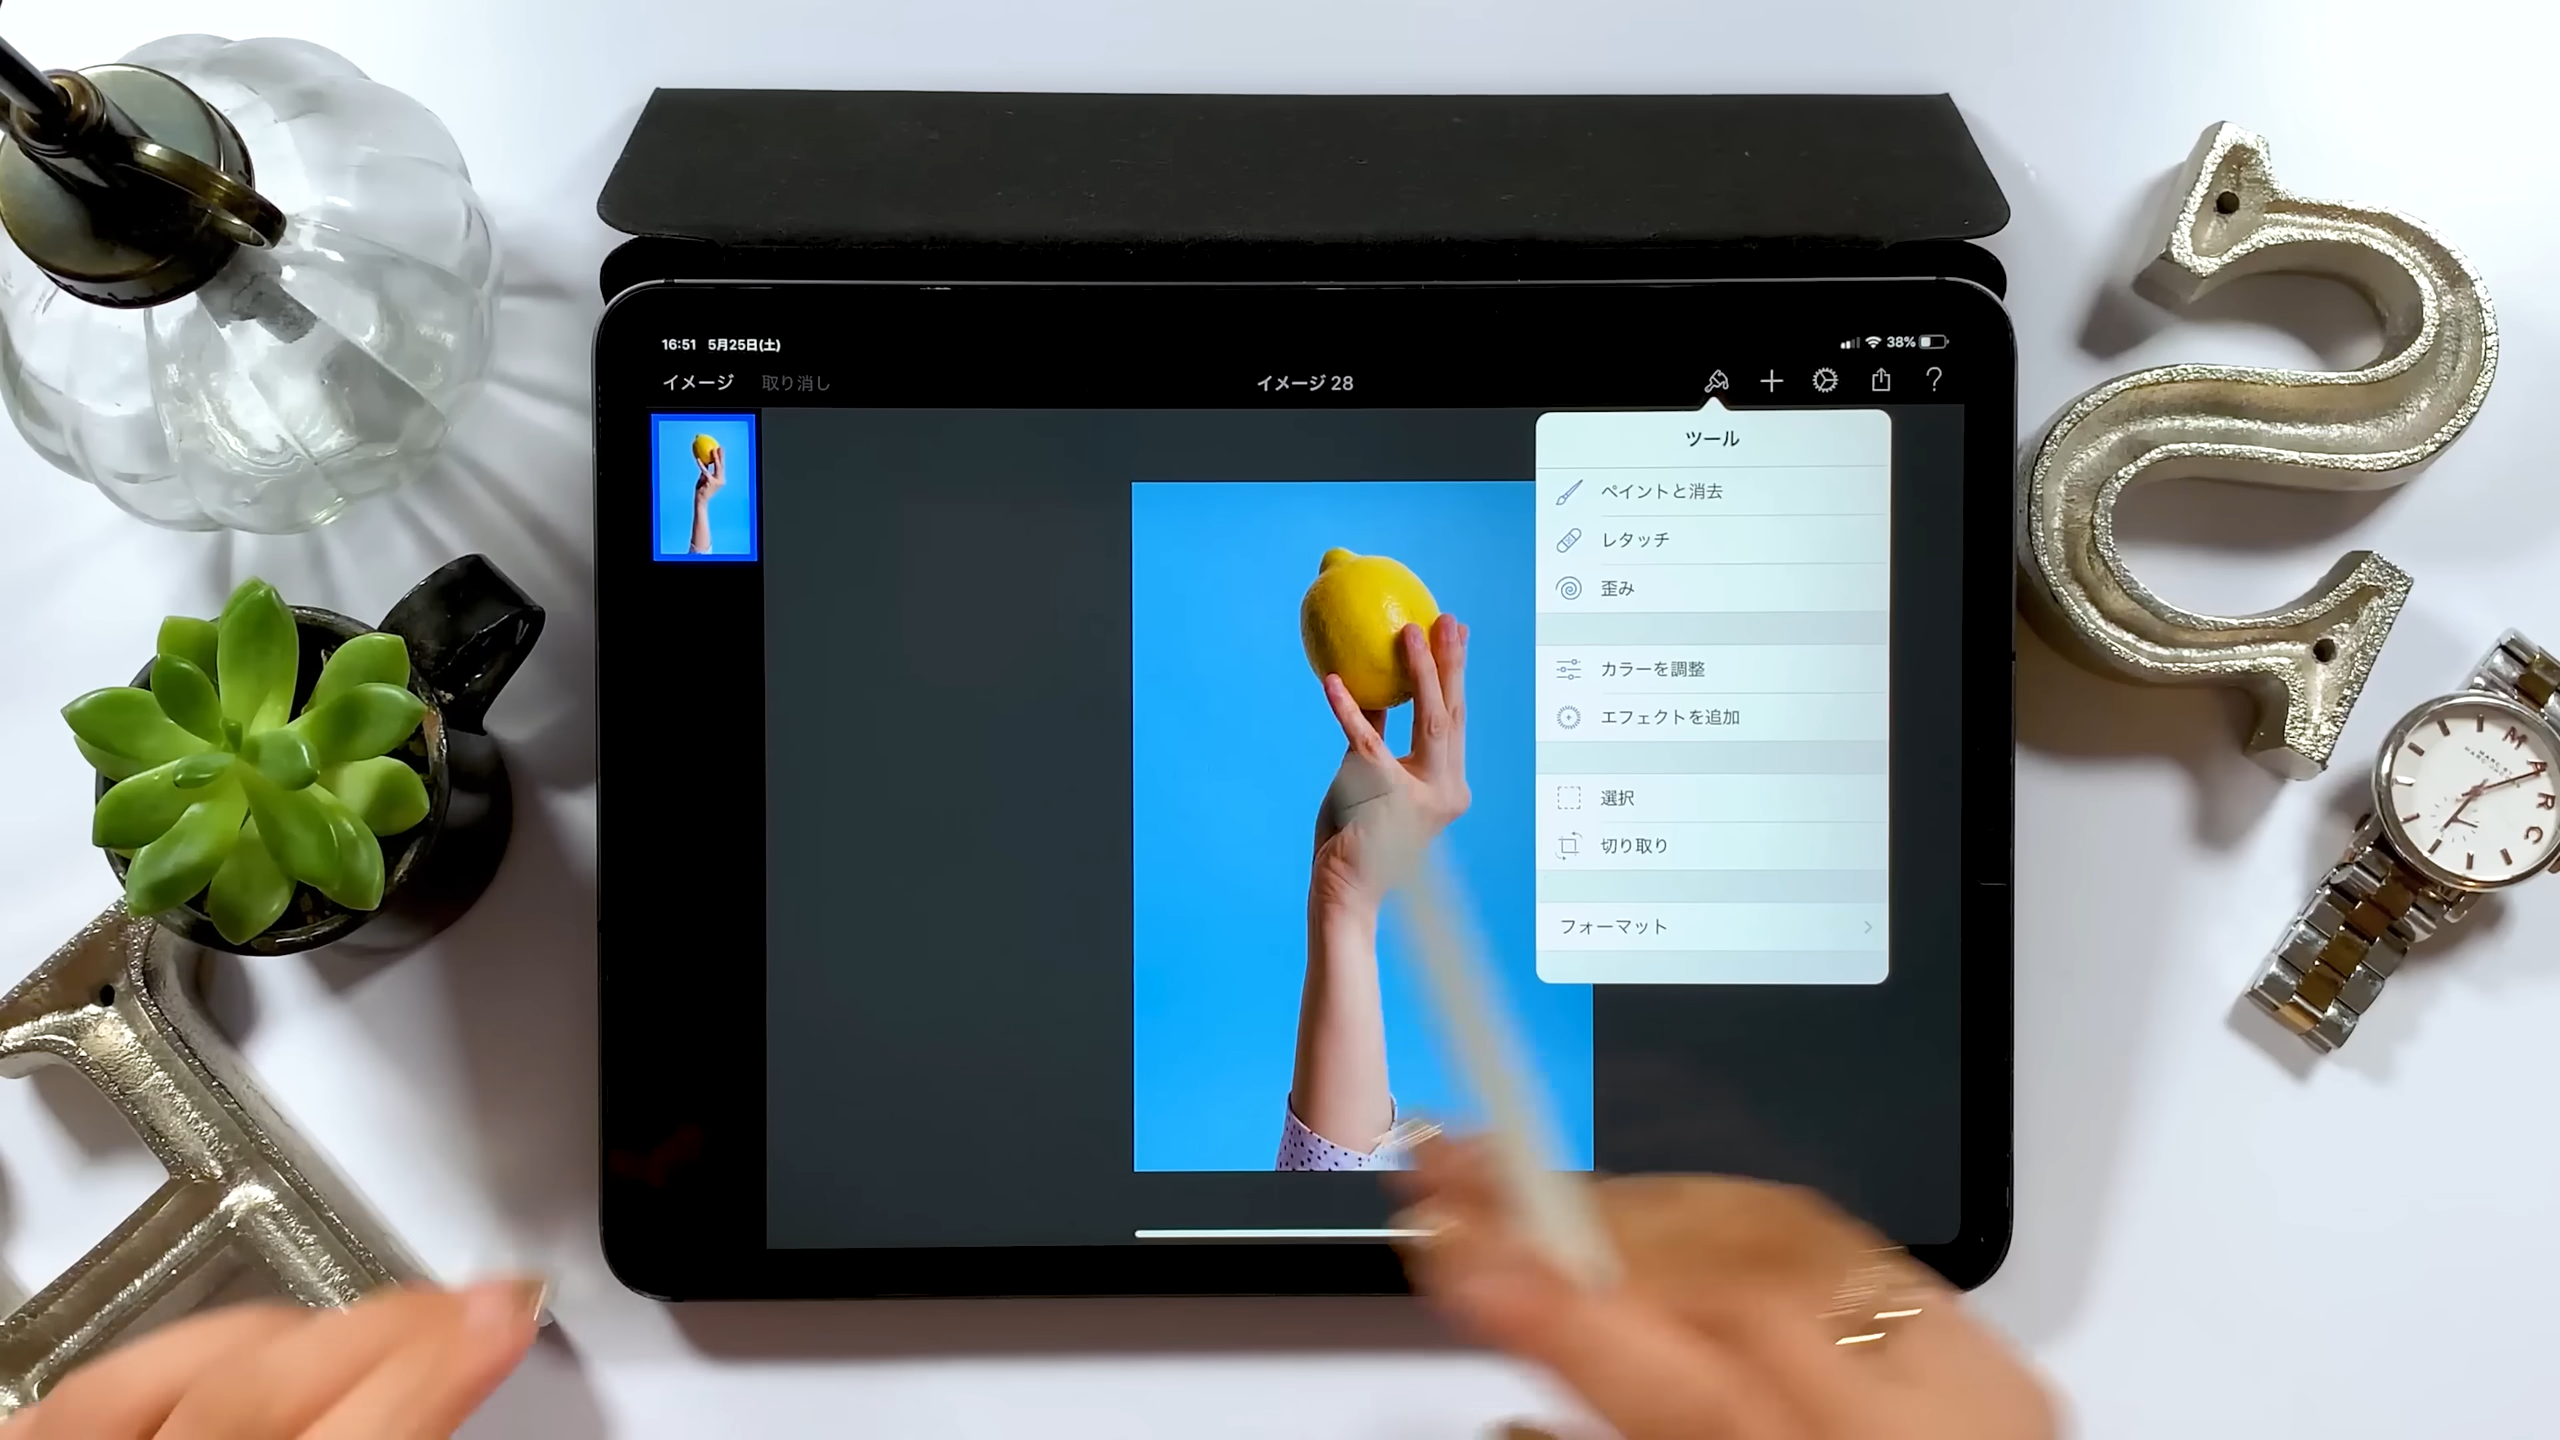 16:51 5月25日(土)
38%
イメージ 取り消し
イメージ 28
?
ツール
ペイントと消去
レタッチ
歪み
カラーを調整
エフェクトを追加
選択
切り取り
フォーマット
S
MARC